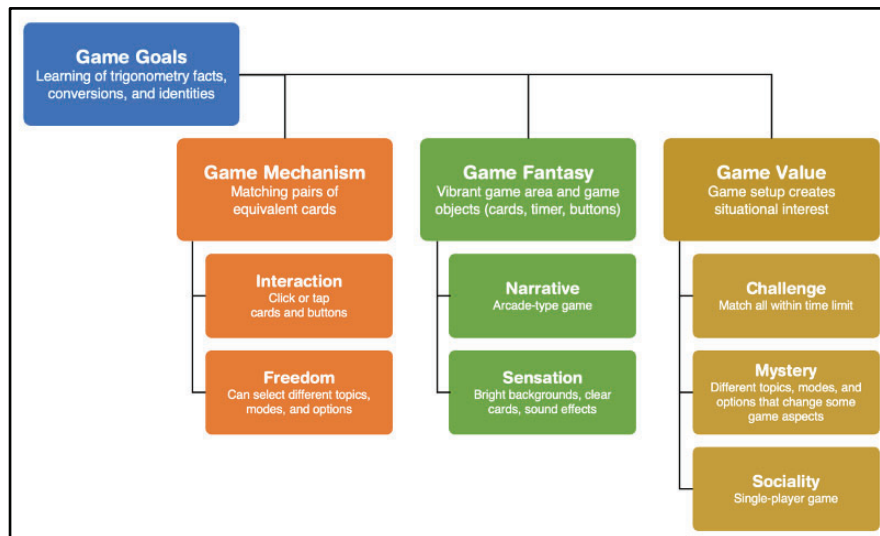 Game Goals
Learning of trigonometry facts,
conversions, and identities
Game Mechanism
Matching pairs of
equivalent cards
Game Fantasy
Vibrant game area and game
objects (cards, timer, buttons)
Game Value
Game setup creates
situational interest
Interaction
Click or tap
cards and buttons
Narrative
Arcade-type game
Challenge
Match all within time limit
Freedom
Can select different topics,
modes, and options
Sensation
Bright backgrounds, clear
cards, sound effects
Mystery
Different topics, modes, and
options that change some
game aspects
Sociality
Single-player game